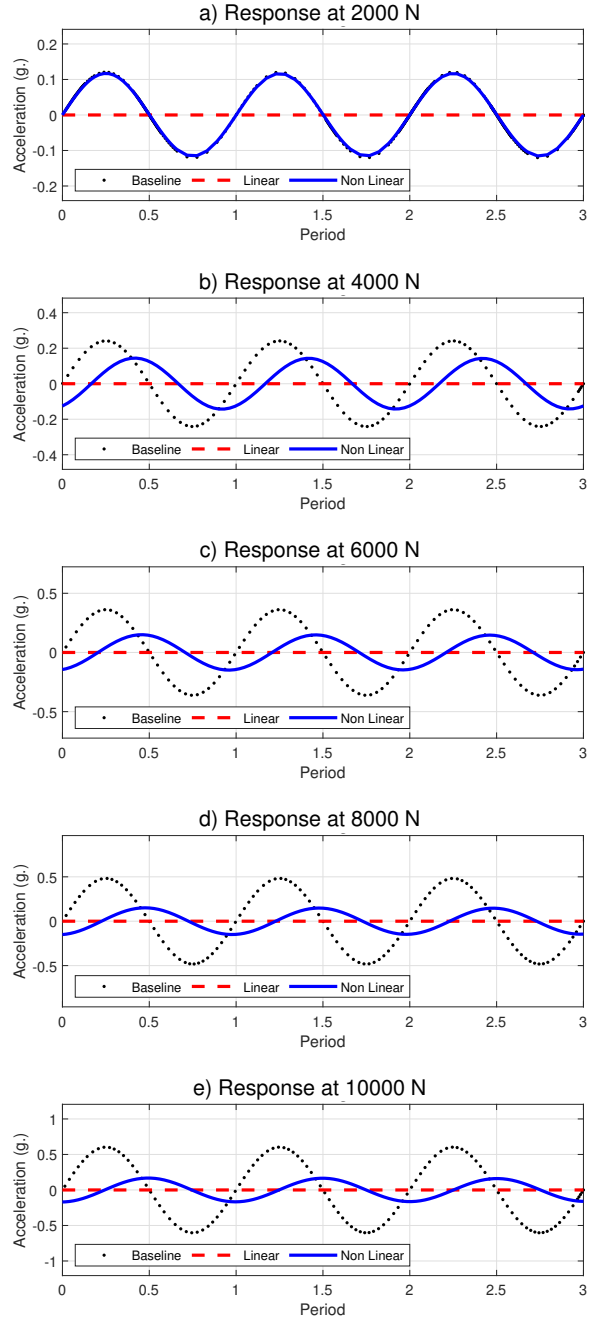 a) Response at 2000 N
Acceleration (g.)
0.2
0.1
0
-0.1
-0.2
Baseline Linear Non Linear
0 0.5 1 1.5 2 2.5 3
Period
b) Response at 4000 N
Acceleration (g.)
0.4
0.2
0
-0.2
-0.4
Baseline Linear Non Linear
0 0.5 1 1.5 2 2.5 3
Period
c) Response at 6000 N
Acceleration (g.)
0.5
0
-0.5
Baseline Linear Non Linear
0 0.5 1 1.5 2 2.5 3
Period
d) Response at 8000 N
Acceleration (g.)
0.5
0
-0.5
Baseline Linear Non Linear
0 0.5 1 1.5 2 2.5 3
Period
e) Response at 10000 N
Acceleration (g.)
1
0.5
0
-0.5
-1
Baseline Linear Non Linear
0 0.5 1 1.5 2 2.5 3
Period